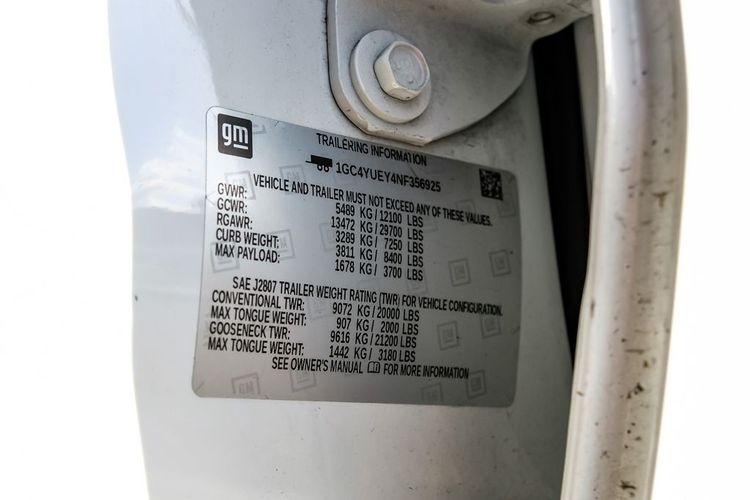 gm
TRAILERING INFORMATION
1GC4YUEY4NF356925
VEHICLE AND TRAILER MUST NOT EXCEED ANY OF THESE VALUES.
GVWR: 5489 KG / 12100 LBS
GCWR: 13472 KG / 29700 LBS
RGAWR: 3289 KG / 7250 LBS
CURB WEIGHT: 3811 KG / 8400 LBS
MAX PAYLOAD: 1678 KG / 3700 LBS
SAE J2807 TRAILER WEIGHT RATING (TWR) FOR VEHICLE CONFIGURATION.
CONVENTIONAL TWR: 9072 KG / 20000 LBS
MAX TONGUE WEIGHT: 907 KG / 2000 LBS
GOOSENECK TWR: 9616 KG / 21200 LBS
MAX TONGUE WEIGHT: 1442 KG / 3180 LBS
SEE OWNER'S MANUAL FOR MORE INFORMATION